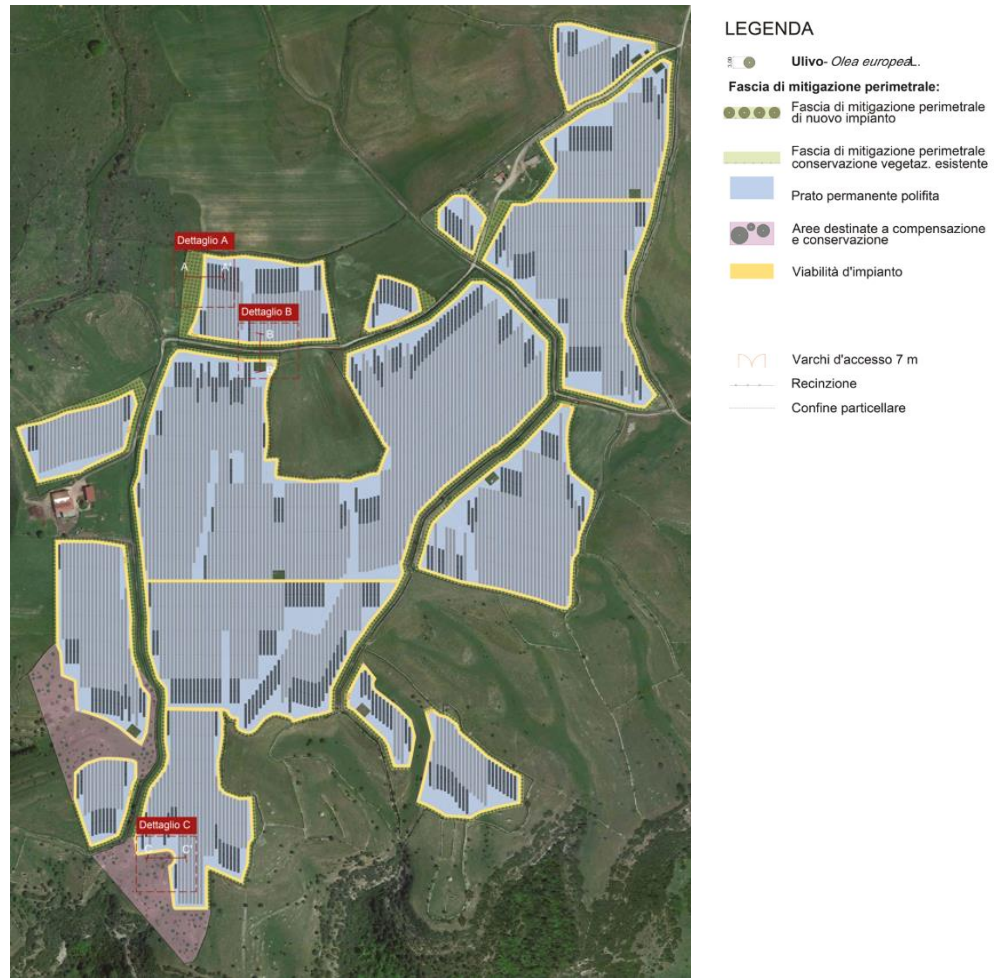 LEGENDA
1.00
Ulivo- Olea europeaL.
Fascia di mitigazione perimetrale:
Fascia di mitigazione perimetrale
di nuovo impianto
Fascia di mitigazione perimetrale
conservazione vegetaz. esistente
Prato permanente polifita
Aree destinate a compensazione
e conservazione
Viabilità d'impianto
Varchi d'accesso 7 m
Recinzione
Confine particellare
Dettaglio A
A
Dettaglio B
B
Dettaglio C
C
C'